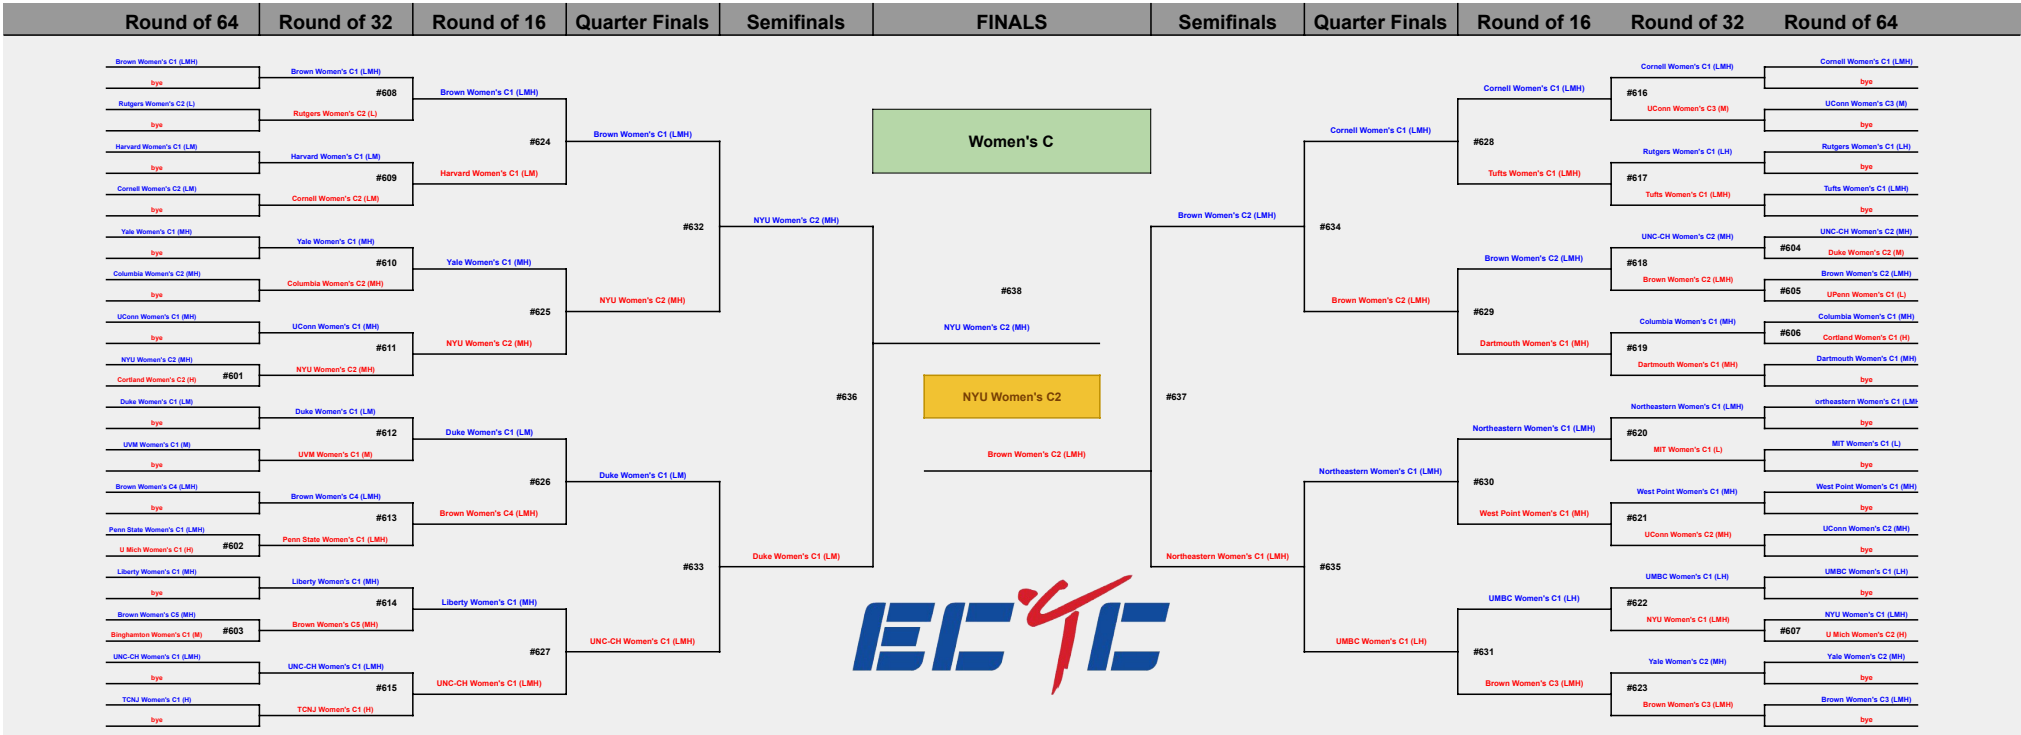 Round of 64
Round of 32
Round of 16
Quarter Finals
Semifinals
FINALS
Semifinals
Quarter Finals
Round of 16
Round of 32
Round of 64
Brown Women's C1 (LMH)
bye
Rutgers Women's C2 (L)
bye
Harvard Women's C1 (LM)
bye
Cornell Women's C2 (LM)
bye
Yale Women's C1 (MH)
bye
Columbia Women's C2 (MH)
bye
UConn Women's C1 (MH)
bye
NYU Women's C2 (MH)
Cortland Women's C2 (H)
#601
Duke Women's C1 (LM)
bye
UVM Women's C1 (M)
bye
Brown Women's C4 (LMH)
bye
Penn State Women's C1 (LMH)
U Mich Women's C1 (H)
#602
Liberty Women's C1 (MH)
bye
Brown Women's C5 (MH)
Binghamton Women's C1 (M)
#603
UNC-CH Women's C1 (LMH)
bye
TCNJ Women's C1 (H)
bye
Brown Women's C1 (LMH)
#608
Rutgers Women's C2 (L)
Harvard Women's C1 (LM)
#609
Cornell Women's C2 (LM)
Yale Women's C1 (MH)
#610
Columbia Women's C2 (MH)
UConn Women's C1 (MH)
#611
NYU Women's C2 (MH)
Duke Women's C1 (LM)
#612
UVM Women's C1 (M)
Brown Women's C4 (LMH)
#613
Penn State Women's C1 (LMH)
Liberty Women's C1 (MH)
#614
Brown Women's C5 (MH)
UNC-CH Women's C1 (LMH)
#615
TCNJ Women's C1 (H)
Brown Women's C1 (LMH)
#624
Harvard Women's C1 (LM)
Yale Women's C1 (MH)
#625
NYU Women's C2 (MH)
Duke Women's C1 (LM)
#626
Brown Women's C4 (LMH)
Liberty Women's C1 (MH)
#627
UNC-CH Women's C1 (LMH)
Brown Women's C1 (LMH)
#632
NYU Women's C2 (MH)
Duke Women's C1 (LM)
#633
UNC-CH Women's C1 (LMH)
NYU Women's C2 (MH)
#636
Duke Women's C1 (LM)
Women's C
#638
NYU Women's C2 (MH)
NYU Women's C2
Brown Women's C2 (LMH)
ECTC
Brown Women's C2 (LMH)
#637
Northeastern Women's C1 (LMH)
Cornell Women's C1 (LMH)
#634
Brown Women's C2 (LMH)
Northeastern Women's C1 (LMH)
#635
UMBC Women's C1 (LH)
Cornell Women's C1 (LMH)
#628
Tufts Women's C1 (LMH)
Brown Women's C2 (LMH)
#629
Dartmouth Women's C1 (MH)
Northeastern Women's C1 (LMH)
#630
West Point Women's C1 (MH)
UMBC Women's C1 (LH)
#631
Brown Women's C3 (LMH)
Cornell Women's C1 (LMH)
#616
UConn Women's C3 (M)
Rutgers Women's C1 (LH)
#617
Tufts Women's C1 (LMH)
UNC-CH Women's C2 (MH)
#618
Brown Women's C2 (LMH)
Columbia Women's C1 (MH)
#619
Dartmouth Women's C1 (MH)
Northeastern Women's C1 (LMH)
#620
MIT Women's C1 (L)
West Point Women's C1 (MH)
#621
UConn Women's C2 (MH)
UMBC Women's C1 (LH)
#622
NYU Women's C1 (LMH)
Yale Women's C2 (MH)
#623
Brown Women's C3 (LMH)
Cornell Women's C1 (LMH)
bye
UConn Women's C3 (M)
bye
Rutgers Women's C1 (LH)
bye
Tufts Women's C1 (LMH)
bye
UNC-CH Women's C2 (MH)
#604
Duke Women's C2 (M)
Brown Women's C2 (LMH)
#605
UPenn Women's C1 (L)
Columbia Women's C1 (MH)
#606
Cortland Women's C1 (H)
Dartmouth Women's C1 (MH)
bye
ortheastern Women's C1 (LMH
bye
MIT Women's C1 (L)
bye
West Point Women's C1 (MH)
bye
UConn Women's C2 (MH)
bye
UMBC Women's C1 (LH)
bye
NYU Women's C1 (LMH)
#607
U Mich Women's C2 (H)
Yale Women's C2 (MH)
bye
Brown Women's C3 (LMH)
bye